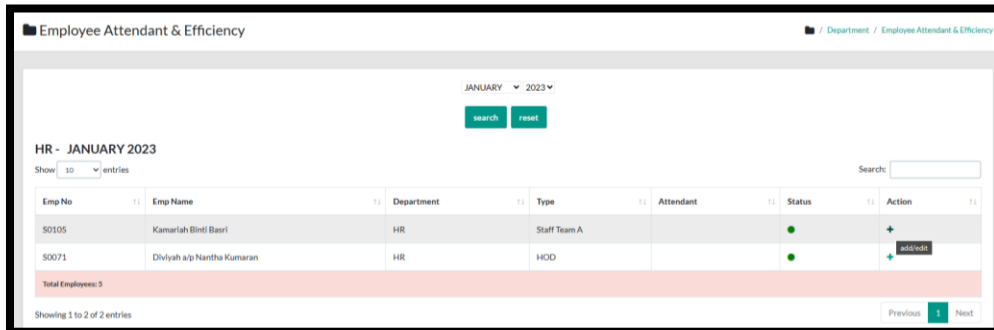 Employee Attendant & Efficiency
/ Department / Employee Attendant & Efficiency
JANUARY 2023
search reset
HR - JANUARY 2023
Show 10 entries
Search:
Emp No Emp Name Department Type Attendant Status Action
S0105 Kamariah Binti Basri HR Staff Team A
add/edit
S0071 Diviyah a/p Nantha Kumaran HR HOD
Total Employees: 5
Showing 1 to 2 of 2 entries
Previous 1 Next